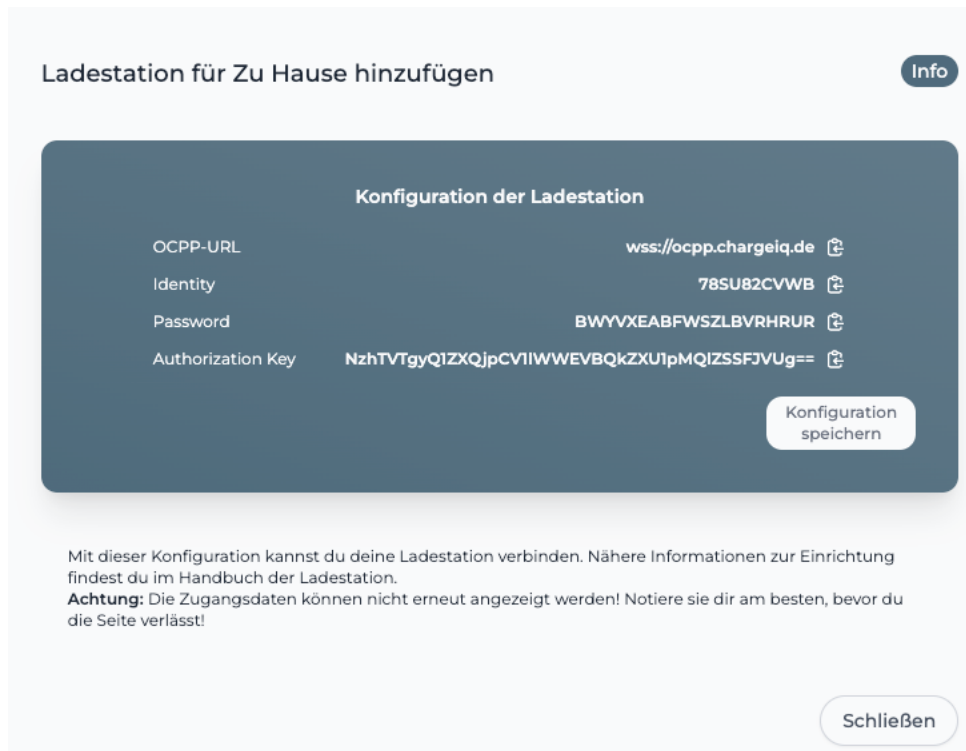 Ladestation für Zu Hause hinzufügen
Info
Konfiguration der Ladestation
OCPP-URL wss://ocpp.chargeiq.de
Identity 78SU82CVWB
Password BWYVXEABFWSZLBVRHRUR
Authorization Key NzhTVTgyQ1ZXQjpCV1lWWEVBQkZXU1pMQlZSSFJVUg==
Konfiguration
speichern
Mit dieser Konfiguration kannst du deine Ladestation verbinden. Nähere Informationen zur Einrichtung
findest du im Handbuch der Ladestation.
Achtung: Die Zugangsdaten können nicht erneut angezeigt werden! Notiere sie dir am besten, bevor du
die Seite verlässt!
Schließen